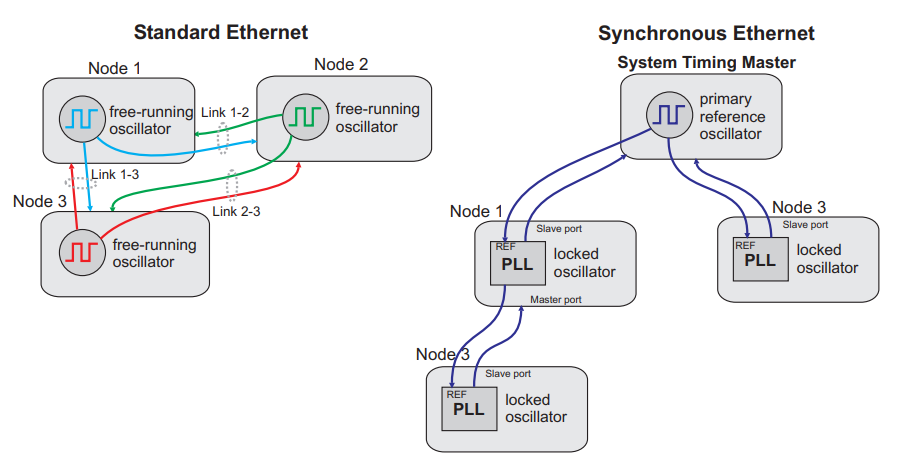 Standard Ethernet
Node 1
free-running
oscillator
Link 1-2
Node 2
free-running
oscillator
Link 1-3
Node 3
free-running
oscillator
Link 2-3
Synchronous Ethernet
System Timing Master
primary
reference
oscillator
Node 1
Slave port
REF
PLL
locked
oscillator
Master port
Node 3
Slave port
REF
PLL
locked
oscillator
Node 3
Slave port
REF
PLL
locked
oscillator